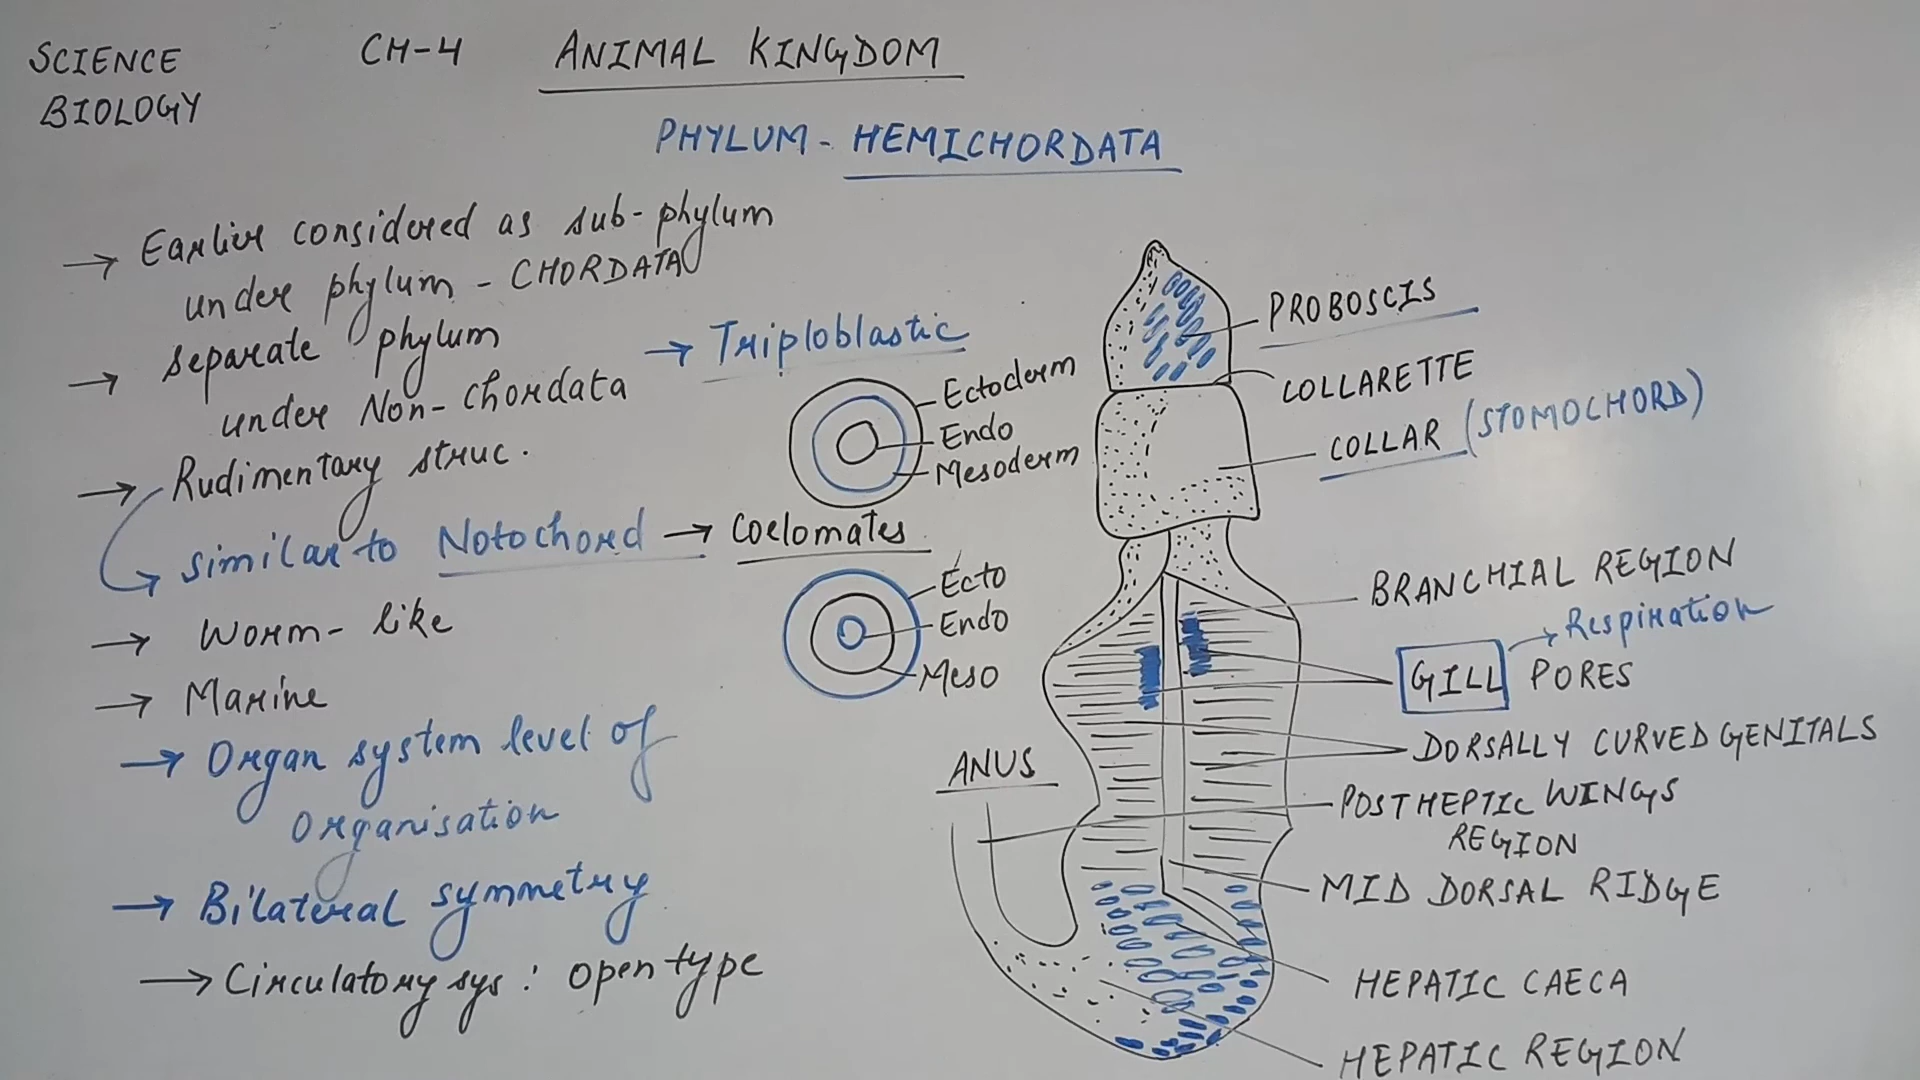 SCIENCE
BIOLOGY
CH-4 ANIMAL KINGDOM
PHYLUM - HEMICHORDATA
→ Earlier considered as sub-phylum
under phylum - CHORDATA
→ separate phylum
under Non-Chordata
→ Rudimentary struc.
similar to Notochord
→ Worm-like
→ Marine
→ Organ system level of
Organisation
→ Bilateral symmetry
→ Circulatory sys: open type
→ Triploblastic
Ectoderm
Endo
Mesoderm
→ Coelomates
Ecto
Endo
Meso
PROBOSCIS
COLLARETTE
COLLAR (STOMOCHORD)
BRANCHIAL REGION
→ Respiration
GILL PORES
DORSALLY CURVED GENITALS
ANUS
POSTHEPTIC WINGS
REGION
MID DORSAL RIDGE
HEPATIC CAECA
HEPATIC REGION